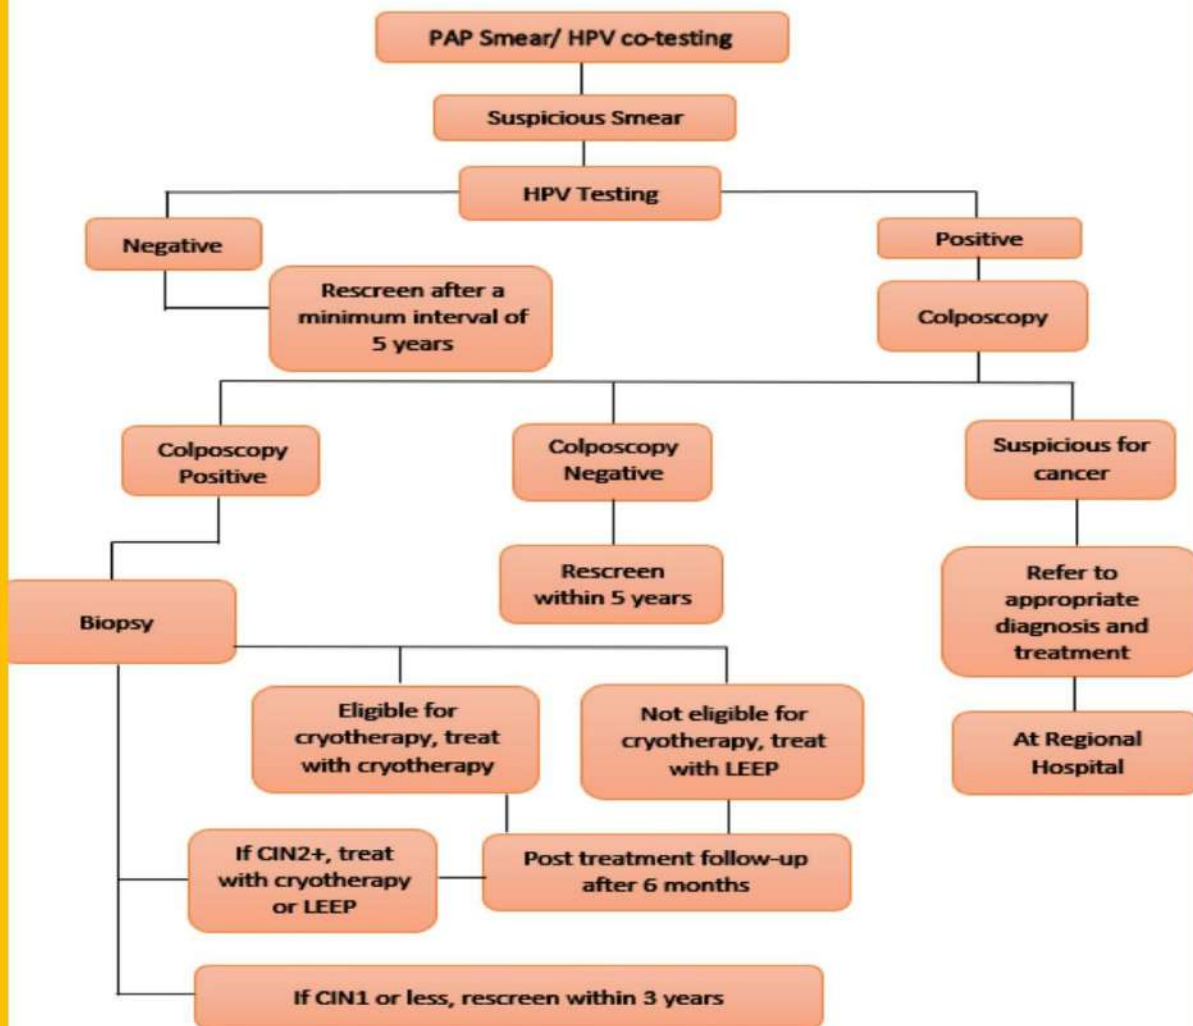 PAP Smear/ HPV co-testing
Suspicious Smear
HPV Testing
Negative
Positive
Rescreen after a
minimum interval of
5 years
Colposcopy
Colposcopy
Positive
Colposcopy
Negative
Suspicious for
cancer
Biopsy
Rescreen
within 5 years
Refer to
appropriate
diagnosis and
treatment
Eligible for
cryotherapy, treat
with cryotherapy
Not eligible for
cryotherapy, treat
with LEEP
At Regional
Hospital
If CIN2+, treat
with cryotherapy
or LEEP
Post treatment follow-up
after 6 months
If CIN1 or less, rescreen within 3 years